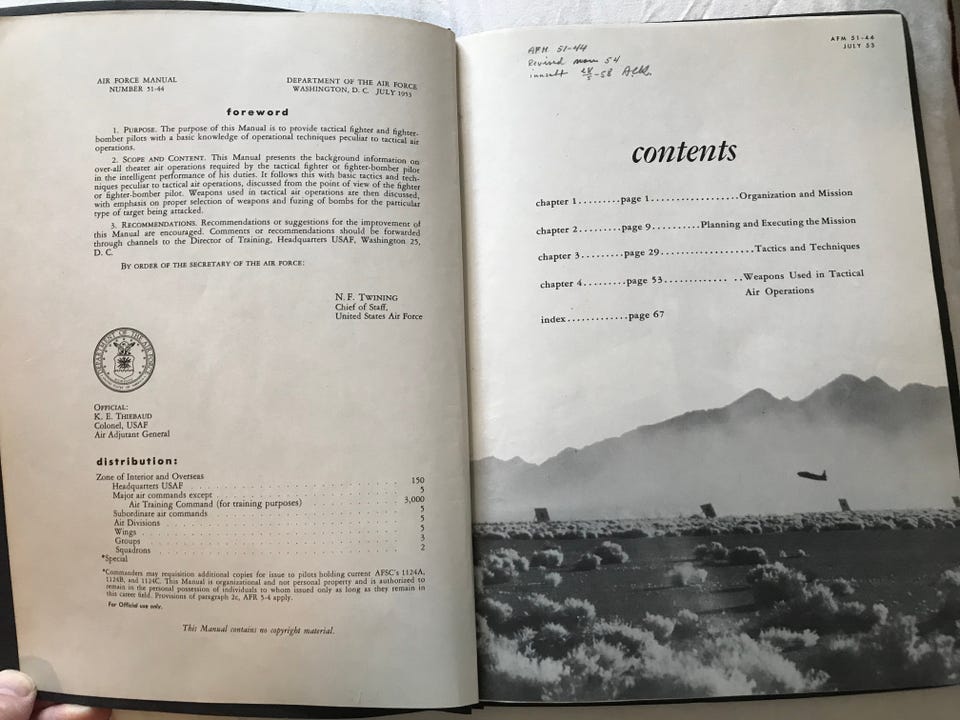 AIR FORCE MANUAL
NUMBER 51-44
DEPARTMENT OF THE AIR FORCE
WASHINGTON, D. C. JULY 1953
foreword
1. PURPOSE. The purpose of this Manual is to provide tactical fighter and fighter-
bomber pilots with a basic knowledge of operational techniques peculiar to tactical air
operations.
2. SCOPE AND CONTENT. This Manual presents the background information on
over-all theater air operations required by the tactical fighter or fighter-bomber pilot
in the intelligent performance of his duties. It follows this with basic tactics and tech-
niques peculiar to tactical air operations, discussed from the point of view of the fighter
or fighter-bomber pilot. Weapons used in tactical air operations are then discussed,
with emphasis on proper selection of weapons and fuzing of bombs for the particular
type of target being attacked.
3. RECOMMENDATIONS. Recommendations or suggestions for the improvement of
this Manual are encouraged. Comments or recommendations should be forwarded
through channels to the Director of Training, Headquarters USAF, Washington 25,
D. C.
BY ORDER OF THE SECRETARY OF THE AIR FORCE:
N. F. TWINING
Chief of Staff,
United States Air Force
DEPARTMENT OF THE AIR FORCE
OFFICIAL:
K. E. THIEBAUD
Colonel, USAF
Air Adjutant General
distribution:
Zone of Interior and Overseas
Headquarters USAF . . . . . . . . . . 150
Major air commands except . . . . . . . . . . 5
Air Training Command (for training purposes) . . . . . . . . . . 3,000
Subordinate air commands . . . . . . . . . . 5
Air Divisions . . . . . . . . . . 5
Wings . . . . . . . . . . 5
Groups . . . . . . . . . . 3
Squadrons . . . . . . . . . . 2
*Special
*Commanders may requisition additional copies for issue to pilots holding current AFSC's 1124A,
1124B, and 1124C. This Manual is organizational and not personal property and is authorized to
remain in the personal possession of individuals to whom issued only as long as they remain in
this career field. Provisions of paragraph 2c, AFR 5-4 apply.
For Official use only.
This Manual contains no copyright material.
AFM 51-44
JULY 53
AFM 51-44
Revised 54
contents
chapter 1.........page 1..................Organization and Mission
chapter 2.........page 9..........Planning and Executing the Mission
chapter 3.........page 29...................Tactics and Techniques
chapter 4.........page 53............. ..Weapons Used in Tactical
Air Operations
index.............page 67